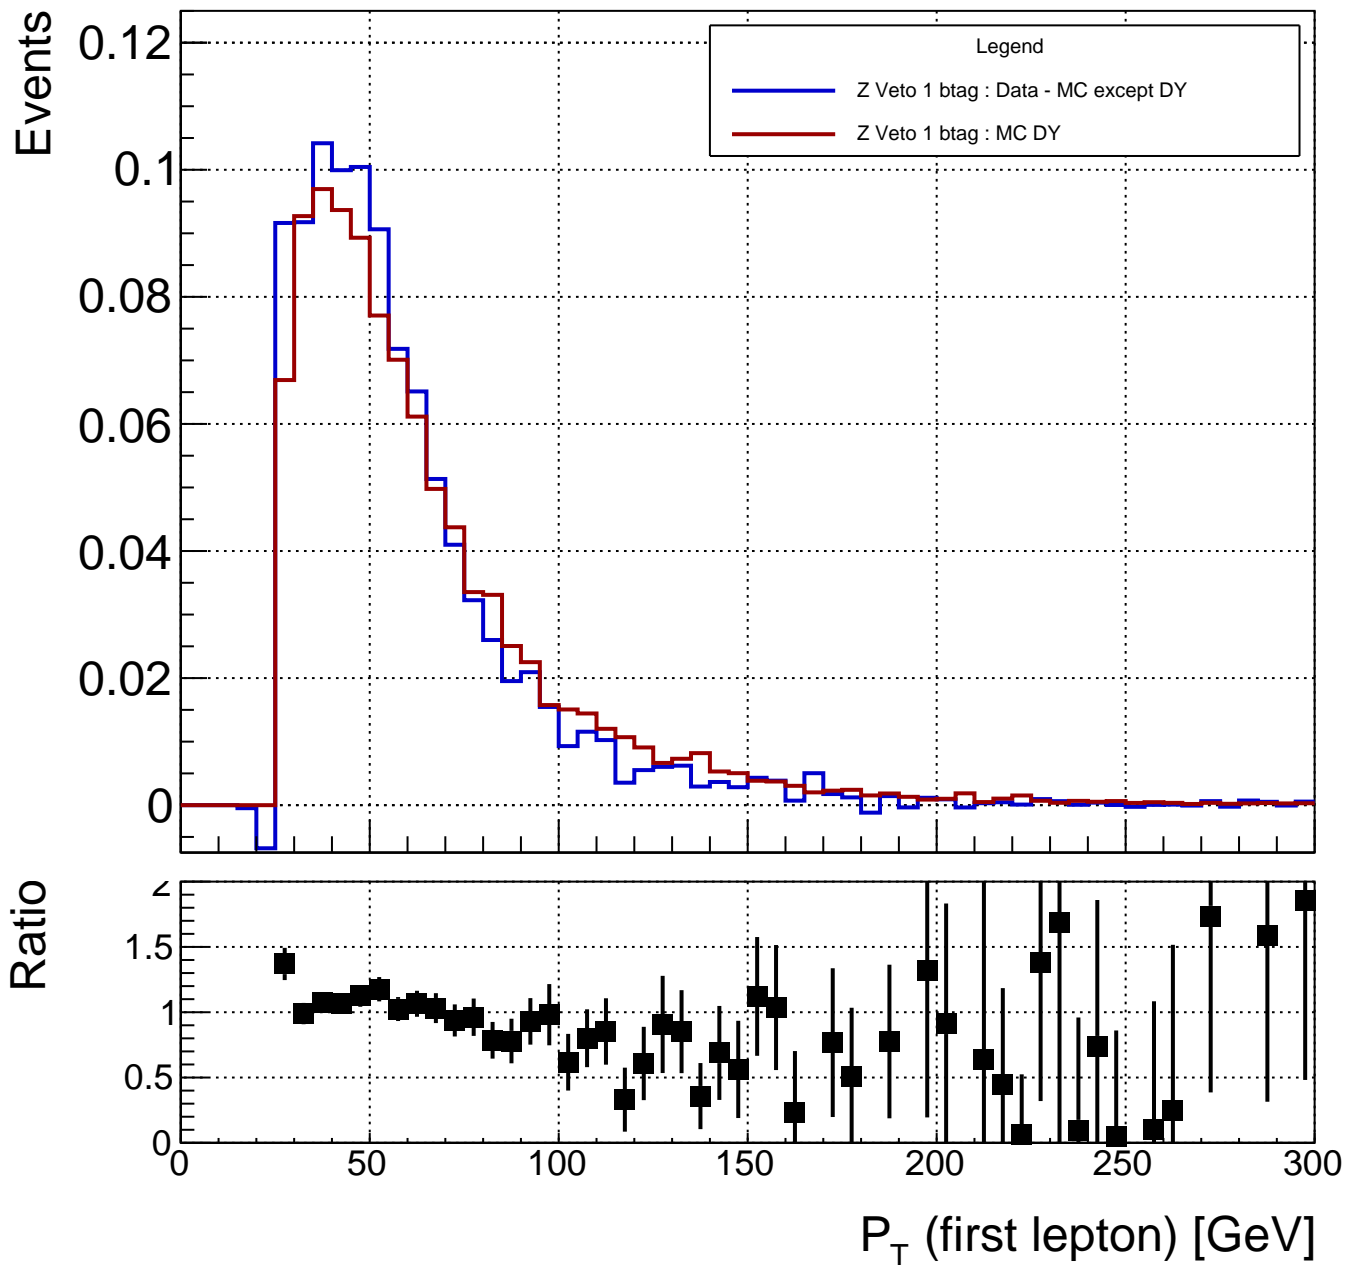 Events
0.12
0.1
0.08
0.06
0.04
0.02
0
Legend
Z Veto 1 btag : Data - MC except DY
Z Veto 1 btag : MC DY
Ratio
2
1.5
1
0.5
0
0 50 100 150 200 250 300
P_T (first lepton) [GeV]